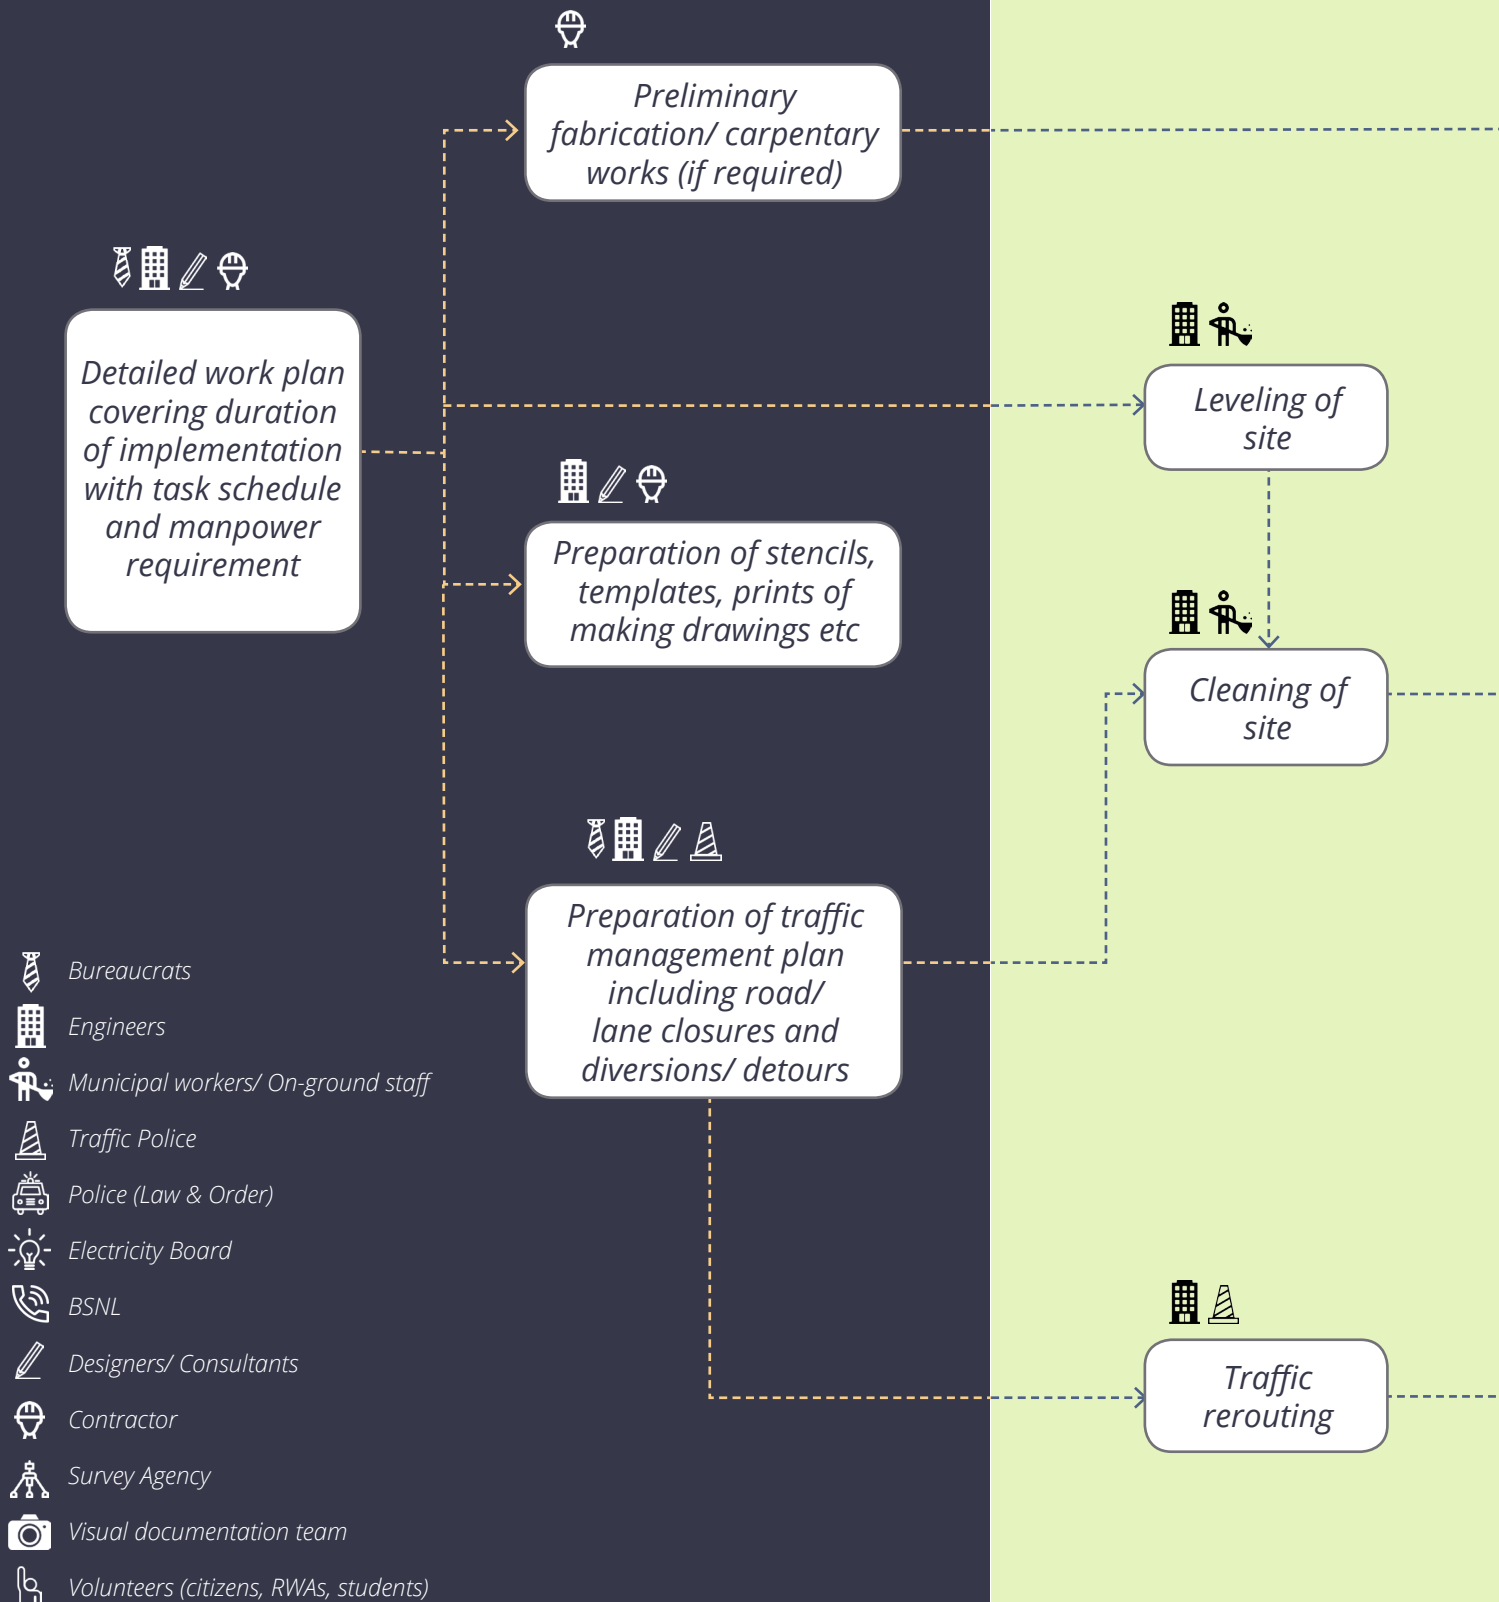 Preliminary
fabrication/ carpentary
works (if required)
Detailed work plan
covering duration
of implementation
with task schedule
and manpower
requirement
Leveling of
site
Preparation of stencils,
templates, prints of
making drawings etc
Cleaning of
site
Preparation of traffic
management plan
including road/
lane closures and
diversions/ detours
Traffic
rerouting
Bureaucrats
Engineers
Municipal workers/ On-ground staff
Traffic Police
Police (Law & Order)
Electricity Board
BSNL
Designers/ Consultants
Contractor
Survey Agency
Visual documentation team
Volunteers (citizens, RWAs, students)